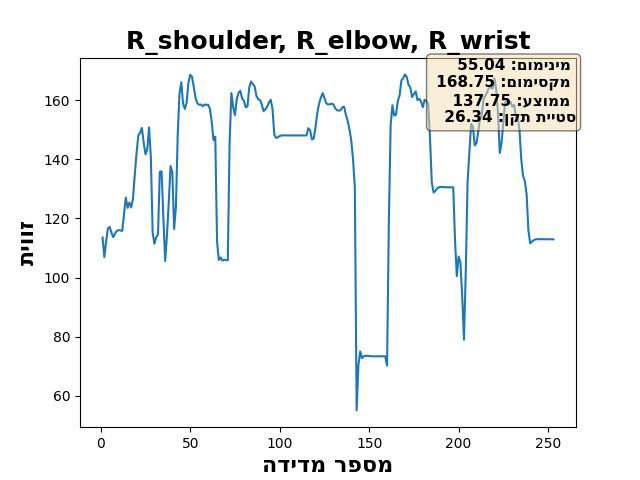 R_shoulder, R_elbow, R_wrist
מינימום: 55.04
מקסימום: 168.75
ממוצע: 137.75
סטיית תקן: 26.34
160
140
120
100
80
60
זווית
0 50 100 150 200 250
מספר מדידה